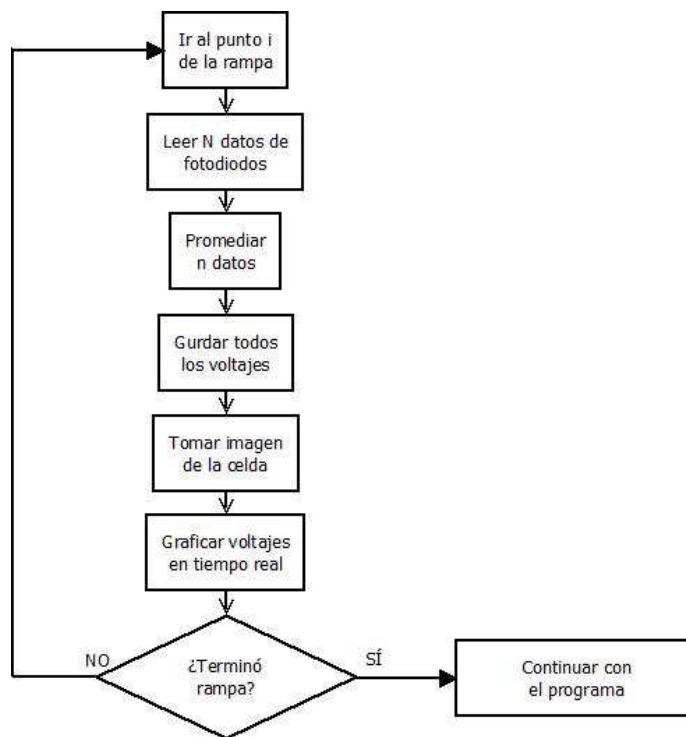 Ir al punto i
de la rampa
Leer N datos de
fotodiodos
Promediar
n datos
Gurdar todos
los voltajes
Tomar imagen
de la celda
Graficar voltajes
en tiempo real
¿Terminó
rampa?
NO
SÍ
Continuar con
el programa